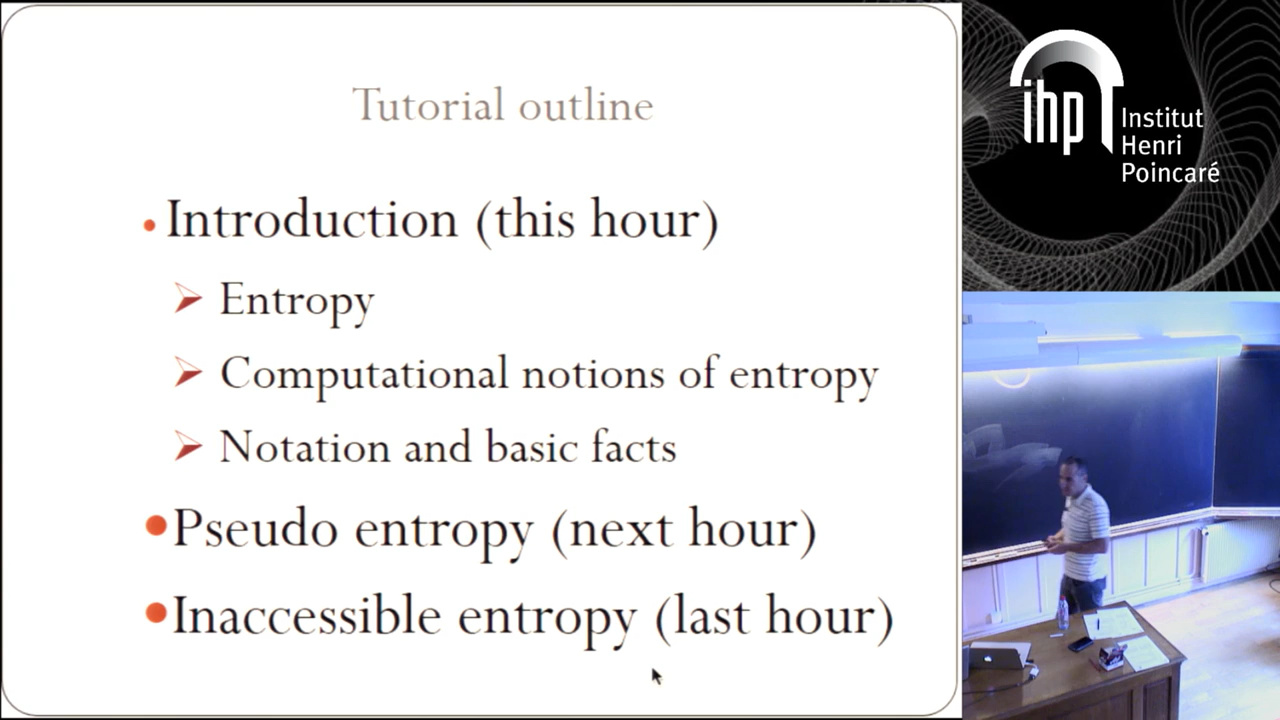 Tutorial outline
Introduction (this hour)
Entropy
Computational notions of entropy
Notation and basic facts
Pseudo entropy (next hour)
Inaccessible entropy (last hour)
ihp Institut
Henri
Poincaré